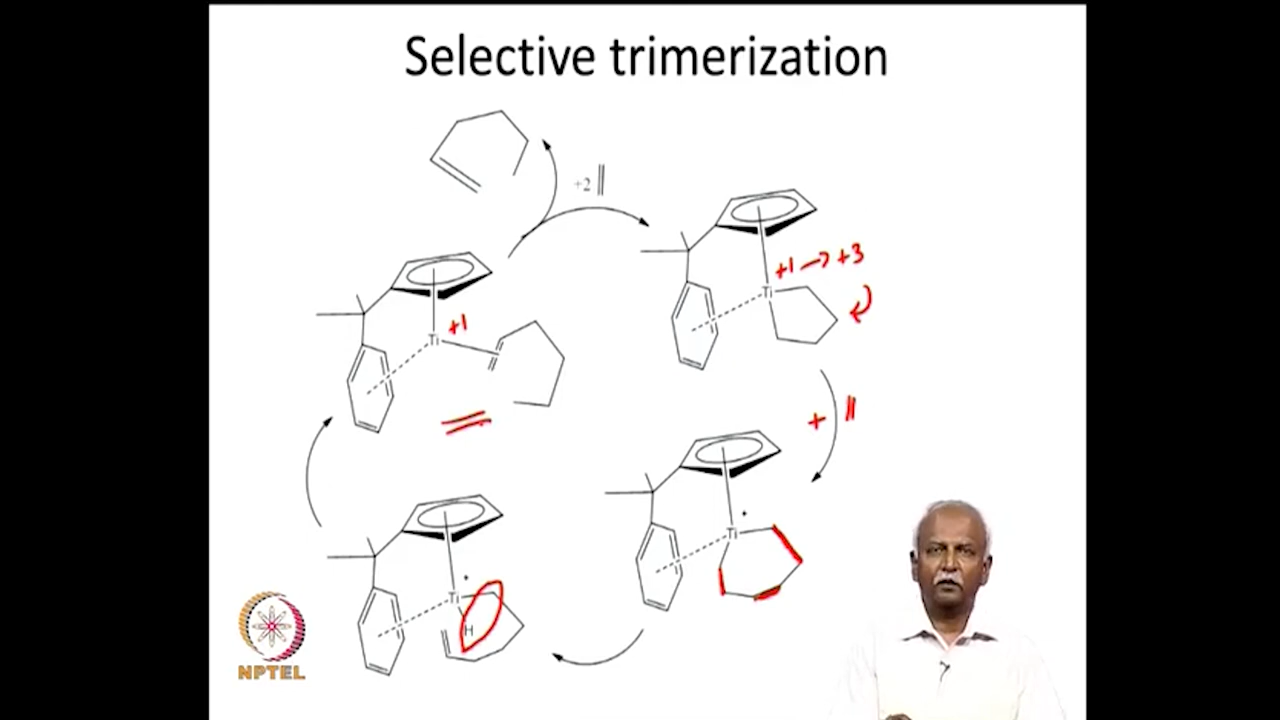 Selective trimerization
+2
+1 → +3
Ti
+1
Ti
+
Ti
Ti
H
NPTEL